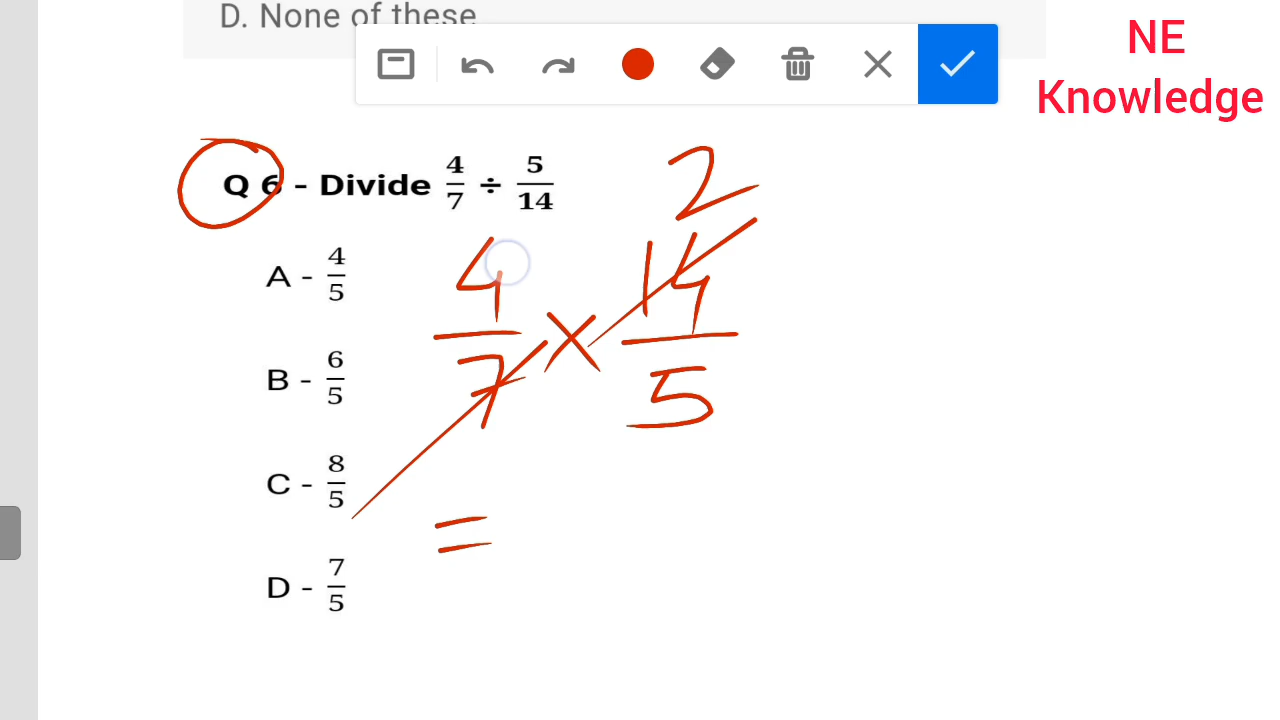 D. None of these
NE
Knowledge
Q 6 - Divide 4/7 ÷ 5/14
A - 4/5
B - 6/5
C - 8/5
D - 7/5
2
4/7 × 14/5
=